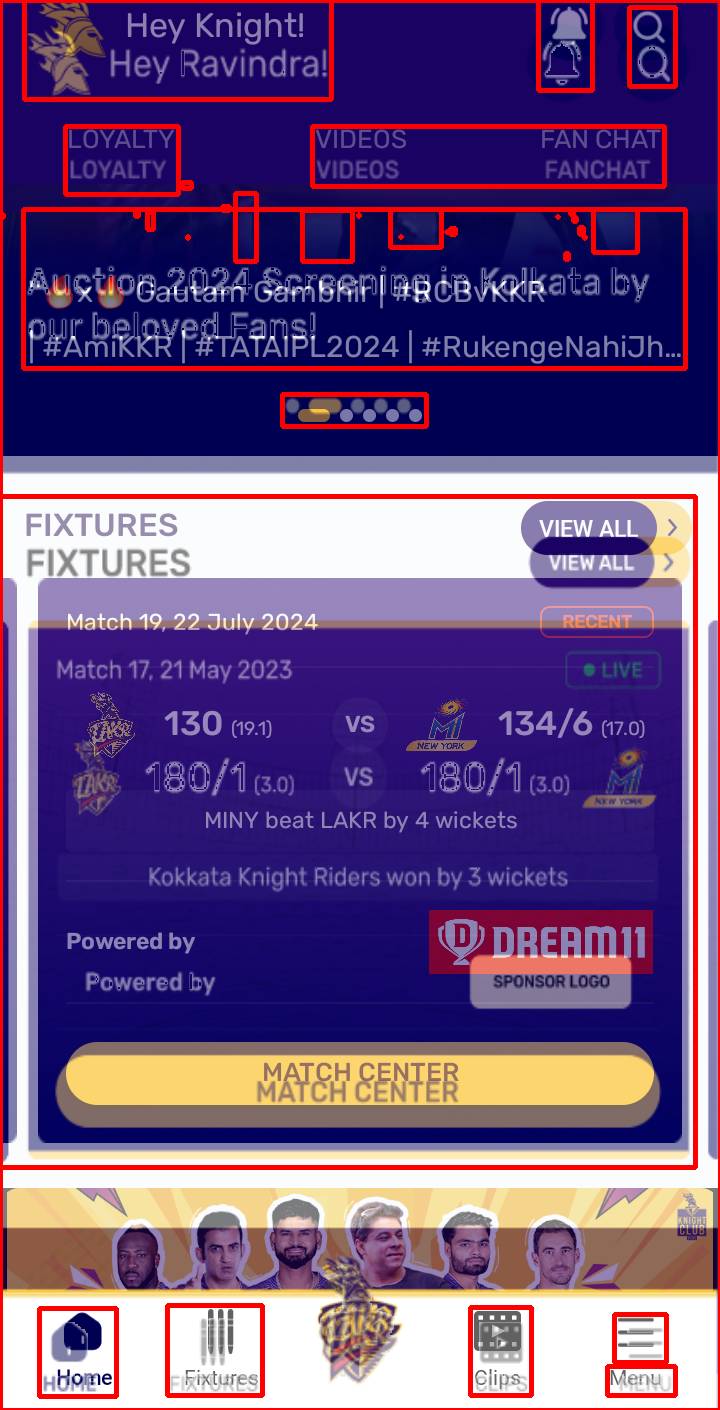 Hey Knight!
Hey Ravindra!
LOYALTY VIDEOS FAN CHAT
LOYALTY VIDEOS FANCHAT
Auction 2024 Screening in Kolkata by
🔥x🔥 Gautam Gambhir | #RCBvKKR
our beloved Fans!
| #AmiKKR | #TATAIPL2024 | #RukengeNahiJh...
FIXTURES VIEW ALL >
FIXTURES VIEW ALL >
Match 19, 22 July 2024 RECENT
Match 17, 21 May 2023 ● LIVE
130 (19.1) VS 134/6 (17.0)
NEW YORK
180/1 (3.0) VS 180/1 (3.0)
NEW YORK
MINY beat LAKR by 4 wickets
Kokkata Knight Riders won by 3 wickets
Powered by DREAM11
Powered by SPONSOR LOGO
MATCH CENTER
MATCH CENTER
KNIGHT
CLUB
LAKR
Home Fixtures Clips Menu
HOME FIXTURES CLIPS MENU